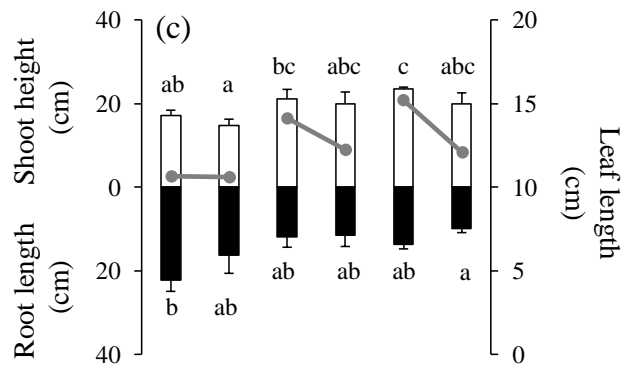 (c)
40
20
0
20
40
Shoot height
(cm)
Root length
(cm)
ab a bc abc c abc
b ab ab ab ab a
20
15
10
5
0
Leaf length
(cm)